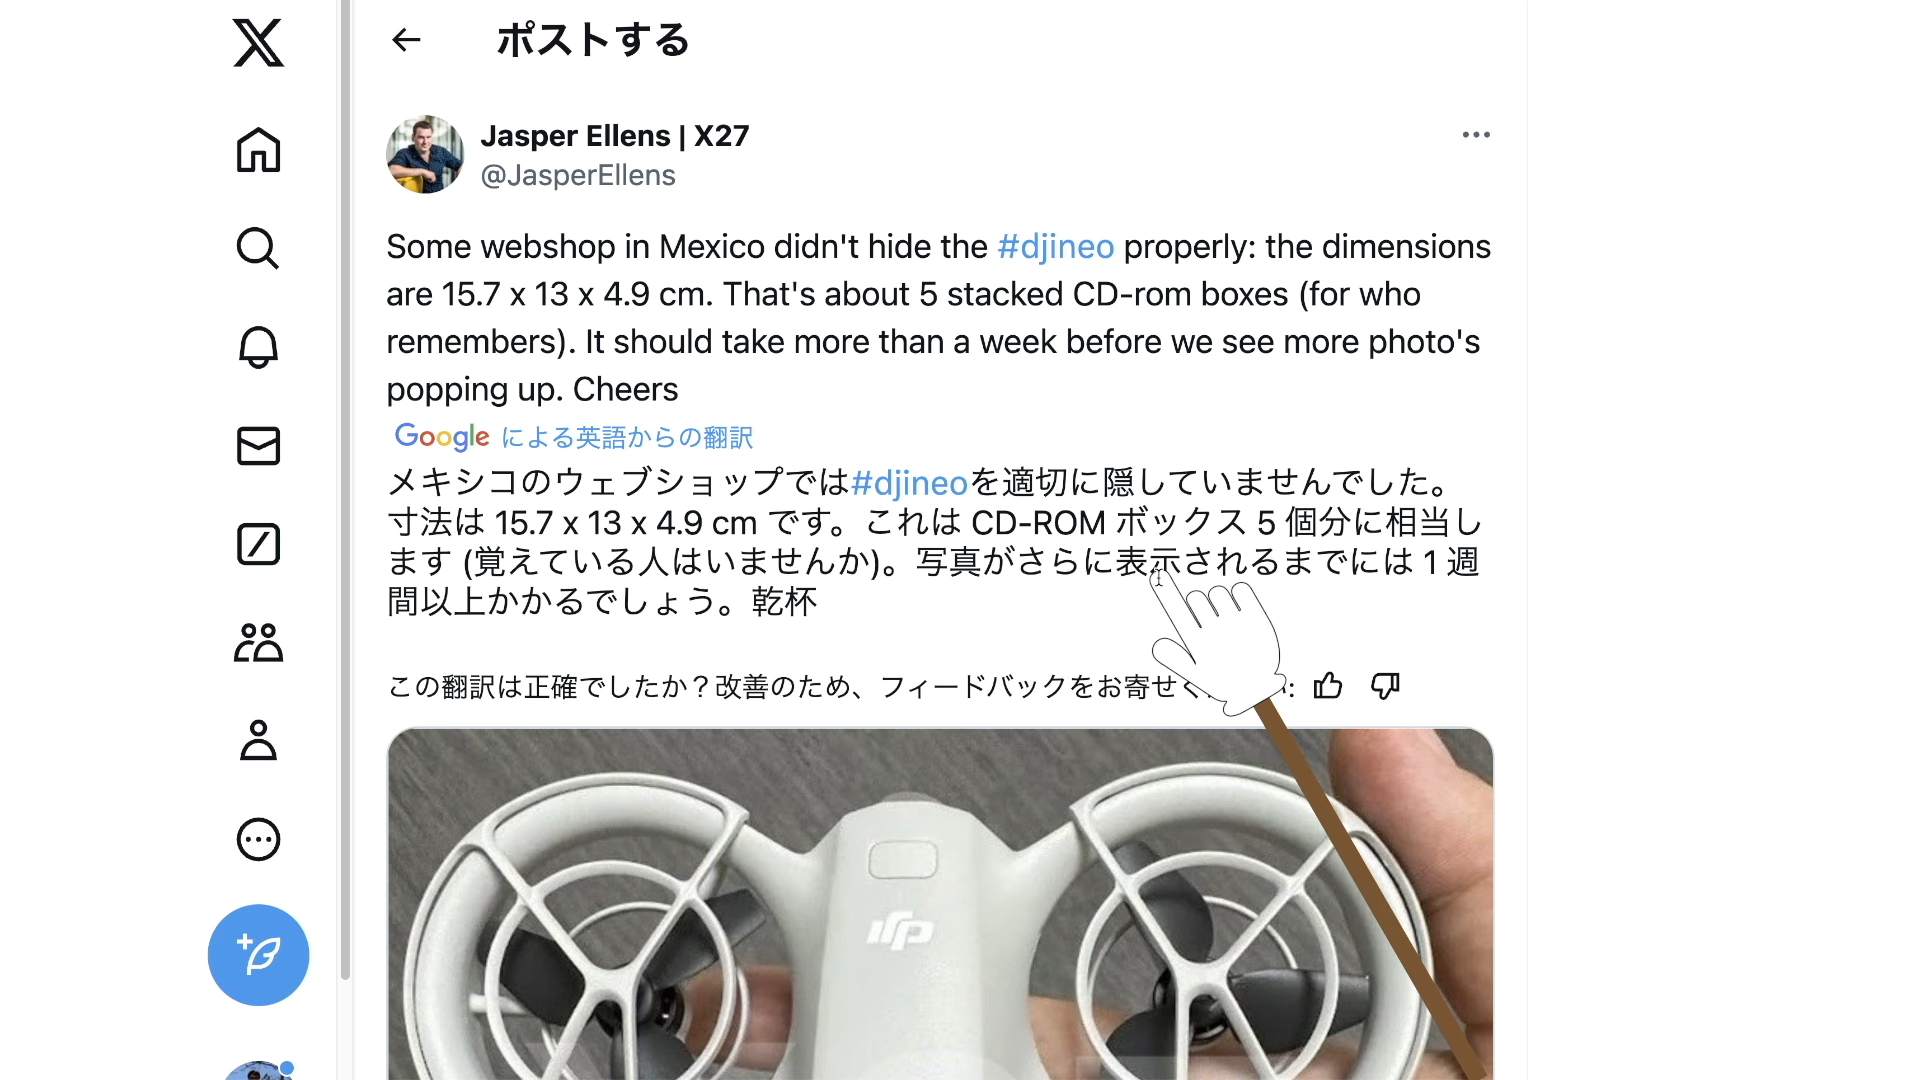 ポストする
Jasper Ellens | X27
@JasperEllens
Some webshop in Mexico didn't hide the #djineo properly: the dimensions
are 15.7 x 13 x 4.9 cm. That's about 5 stacked CD-rom boxes (for who
remembers). It should take more than a week before we see more photo's
popping up. Cheers
Google による英語からの翻訳
メキシコのウェブショップでは#djineoを適切に隠していませんでした。
寸法は 15.7 x 13 x 4.9 cm です。これは CD-ROM ボックス 5 個分に相当し
ます (覚えている人はいませんか)。写真がさらに表示されるまでには 1 週
間以上かかるでしょう。乾杯
この翻訳は正確でしたか？改善のため、フィードバックをお寄せく
dji